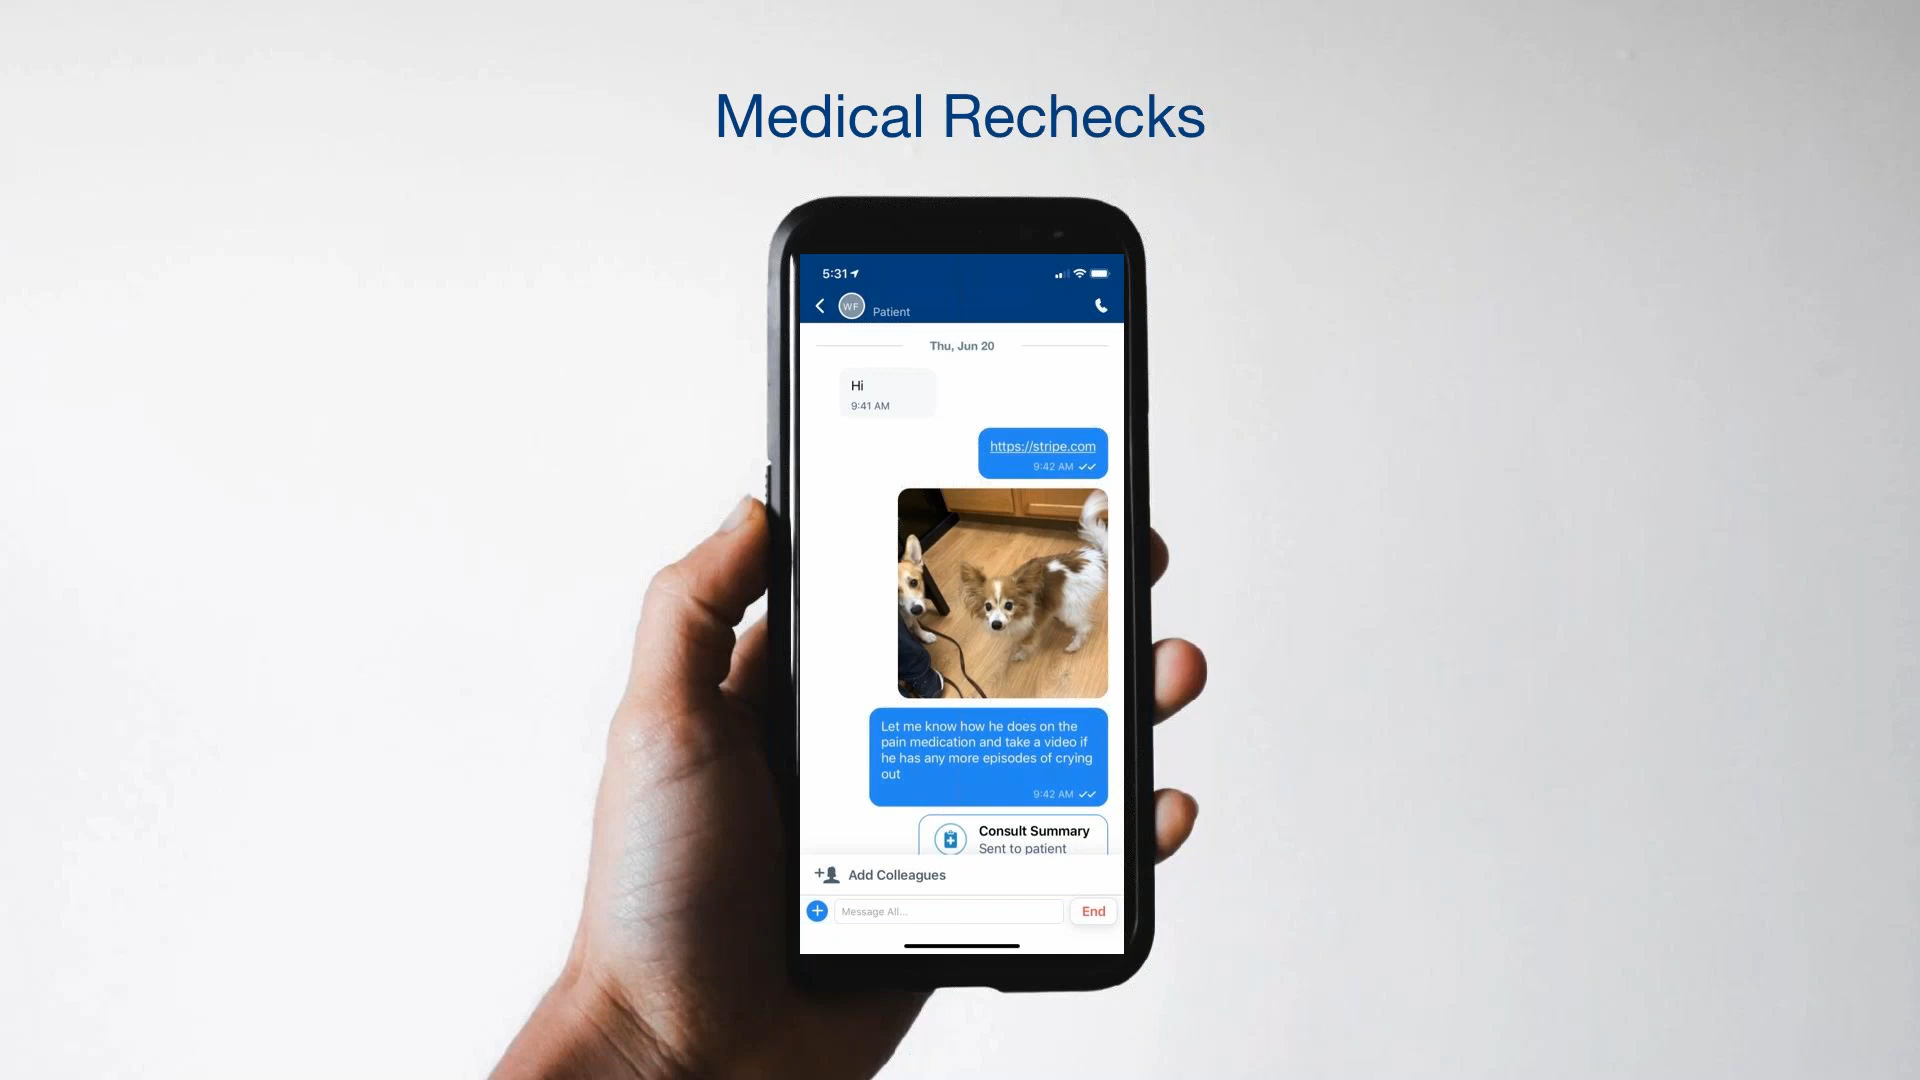 Medical Rechecks
5:31
WF
Patient
Thu, Jun 20
Hi
9:41 AM
https://stripe.com
9:42 AM
Let me know how he does on the
pain medication and take a video if
he has any more episodes of crying
out
9:42 AM
Consult Summary
Sent to patient
Add Colleagues
Message All...
End